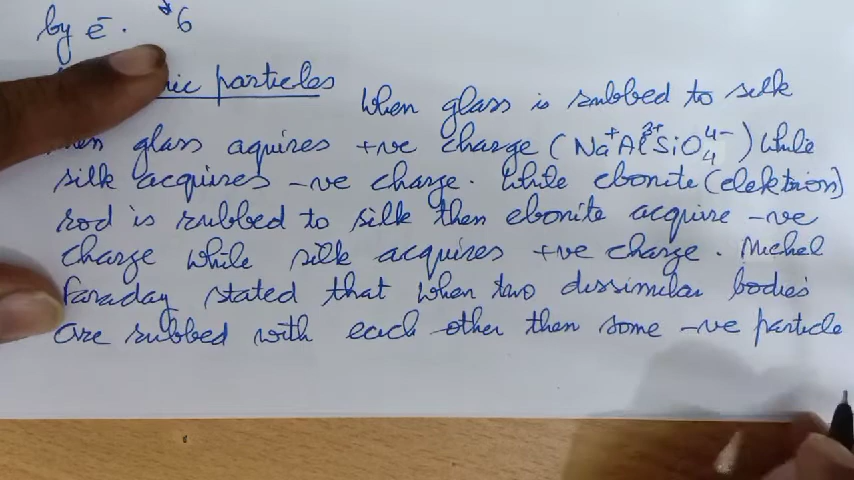 by e⁻. *6
particles When glass is rubbed to silk
glass aquires +ve charge (Na⁺Al³⁺SiO₄⁴⁻) While
silk acquires -ve charge. While ebonite (elektrion)
rod is rubbed to silk then ebonite acquire -ve
charge while silk acquires +ve charge. Michel
Faraday stated that when two dissimilar bodies
are rubbed with each other then some -ve particle